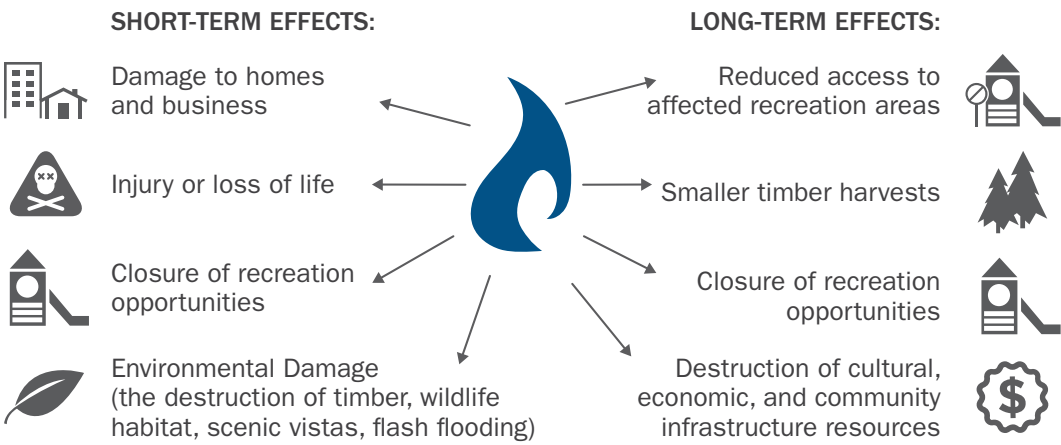 SHORT-TERM EFFECTS:
Damage to homes
and business
Injury or loss of life
Closure of recreation
opportunities
Environmental Damage
(the destruction of timber, wildlife
habitat, scenic vistas, flash flooding)
LONG-TERM EFFECTS:
Reduced access to
affected recreation areas
Smaller timber harvests
Closure of recreation
opportunities
Destruction of cultural,
economic, and community
infrastructure resources
$